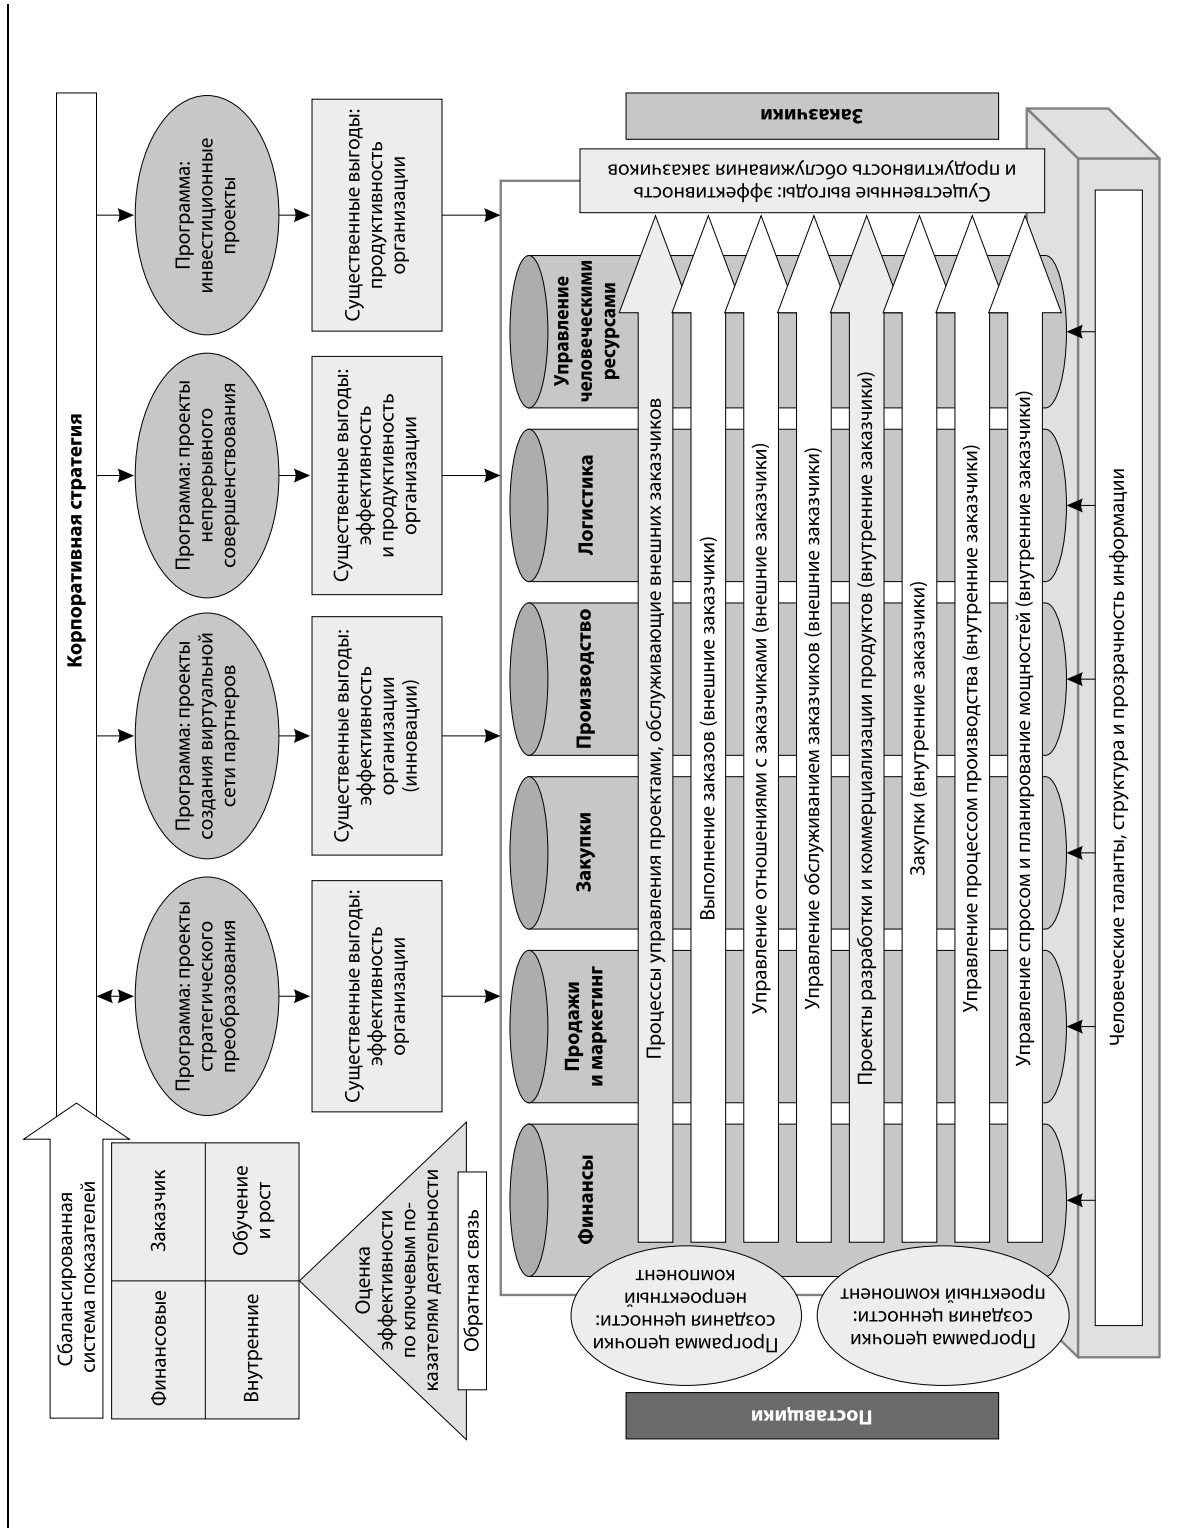 Корпоративная стратегия
Сбалансированная
система показателей
Финансовые
Заказчик
Внутренние
Обучение
и рост
Оценка
эффективности
по ключевым по-
казателям деятельности
Обратная связь
Программа: проекты
стратегического
преобразования
Программа: проекты
создания виртуальной
сети партнеров
Программа: проекты
непрерывного
совершенствования
Программа:
инвестиционные
проекты
Существенные выгоды:
эффективность
организации
Существенные выгоды:
эффективность
организации
(инновации)
Существенные выгоды:
эффективность
и продуктивность
организации
Существенные выгоды:
продуктивность
организации
Финансы
Продажи
и маркетинг
Закупки
Производство
Логистика
Управление
человеческими
ресурсами
Поставщики
Программа цепочки
создания ценности:
непроектный
компонент
Программа цепочки
создания ценности:
проектный компонент
Процессы управления проектами, обслуживающие внешних заказчиков
Выполнение заказов (внешние заказчики)
Управление отношениями с заказчиками (внешние заказчики)
Управление обслуживанием заказчиков (внешние заказчики)
Проекты разработки и коммерциализации продуктов (внутренние заказчики)
Закупки (внутренние заказчики)
Управление процессом производства (внутренние заказчики)
Управление спросом и планирование мощностей (внутренние заказчики)
Существенные выгоды: эффективность
и продуктивность обслуживания заказчиков
Заказчики
Человеческие таланты, структура и прозрачность информации